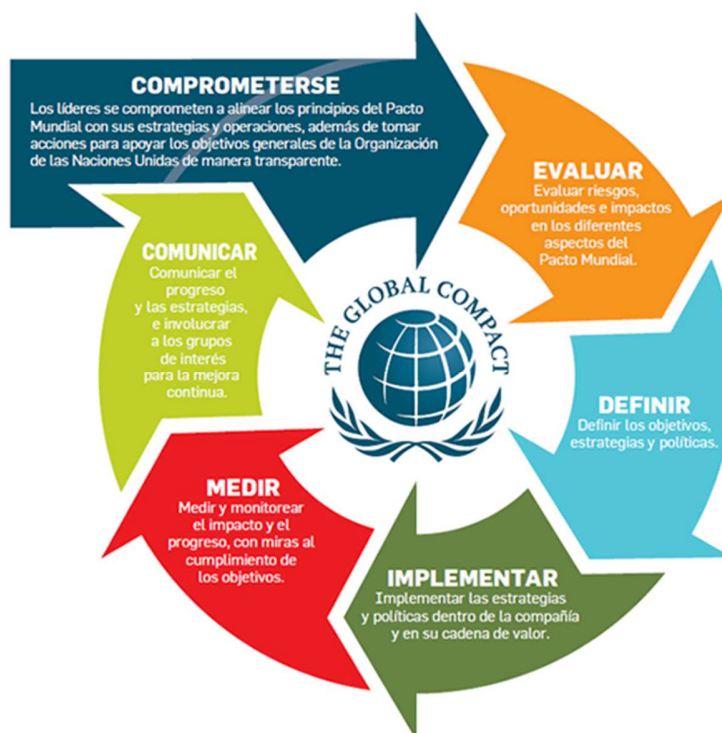 COMPROMETERSE
Los líderes se comprometen a alinear los principios del Pacto
Mundial con sus estrategias y operaciones, además de tomar
acciones para apoyar los objetivos generales de la Organización
de las Naciones Unidas de manera transparente.
EVALUAR
Evaluar riesgos,
oportunidades e impactos
en los diferentes
aspectos del
Pacto Mundial.
DEFINIR
Definir los objetivos,
estrategias y políticas.
IMPLEMENTAR
Implementar las estrategias
y políticas dentro de la compañía
y en su cadena de valor.
MEDIR
Medir y monitorear
el impacto y el
progreso, con miras al
cumplimiento de
los objetivos.
COMUNICAR
Comunicar el
progreso
y las estrategias,
e involucrar
a los grupos
de interés
para la mejora
continua.
THE GLOBAL COMPACT